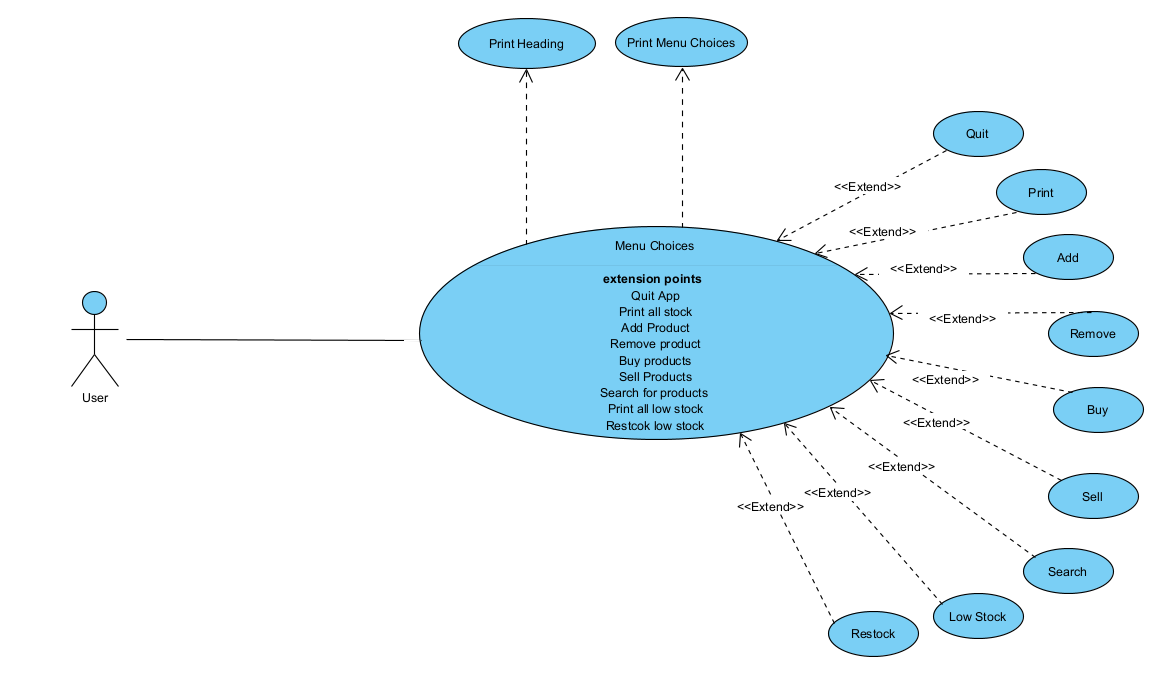 Print Heading
Print Menu Choices
Quit
<<Extend>>
Print
<<Extend>>
Menu Choices
Add
<<Extend>>
extension points
Quit App
Print all stock
Add Product
Remove product
Buy products
Sell Products
Search for products
Print all low stock
Restcok low stock
<<Extend>>
Remove
<<Extend>>
Buy
User
<<Extend>>
Sell
<<Extend>>
<<Extend>>
<<Extend>>
Search
Low Stock
Restock